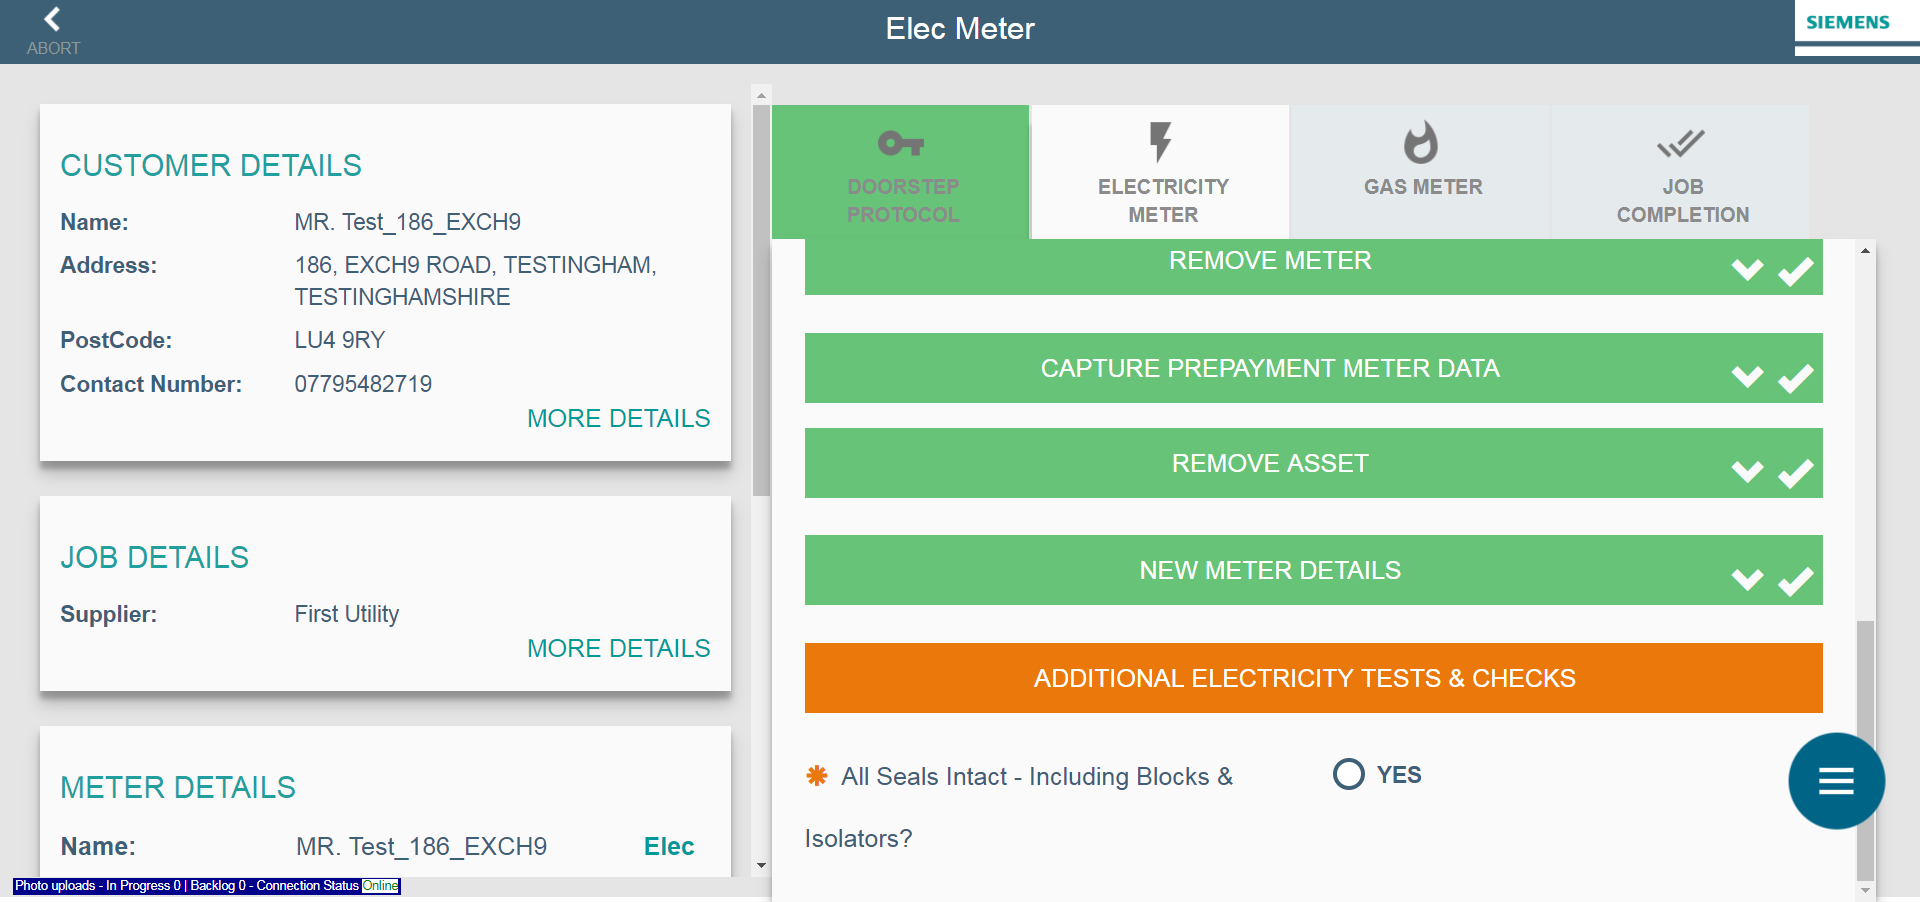 ABORT
Elec Meter
SIEMENS
CUSTOMER DETAILS
Name: MR. Test_186_EXCH9
Address: 186, EXCH9 ROAD, TESTINGHAM,
TESTINGHAMSHIRE
PostCode: LU4 9RY
Contact Number: 07795482719
MORE DETAILS
JOB DETAILS
Supplier: First Utility
MORE DETAILS
METER DETAILS
Name: MR. Test_186_EXCH9 Elec
Photo uploads - In Progress 0 | Backlog 0 - Connection Status Online
DOORSTEP
PROTOCOL
ELECTRICITY
METER
GAS METER
JOB
COMPLETION
REMOVE METER
CAPTURE PREPAYMENT METER DATA
REMOVE ASSET
NEW METER DETAILS
ADDITIONAL ELECTRICITY TESTS & CHECKS
✱ All Seals Intact - Including Blocks & YES
Isolators?